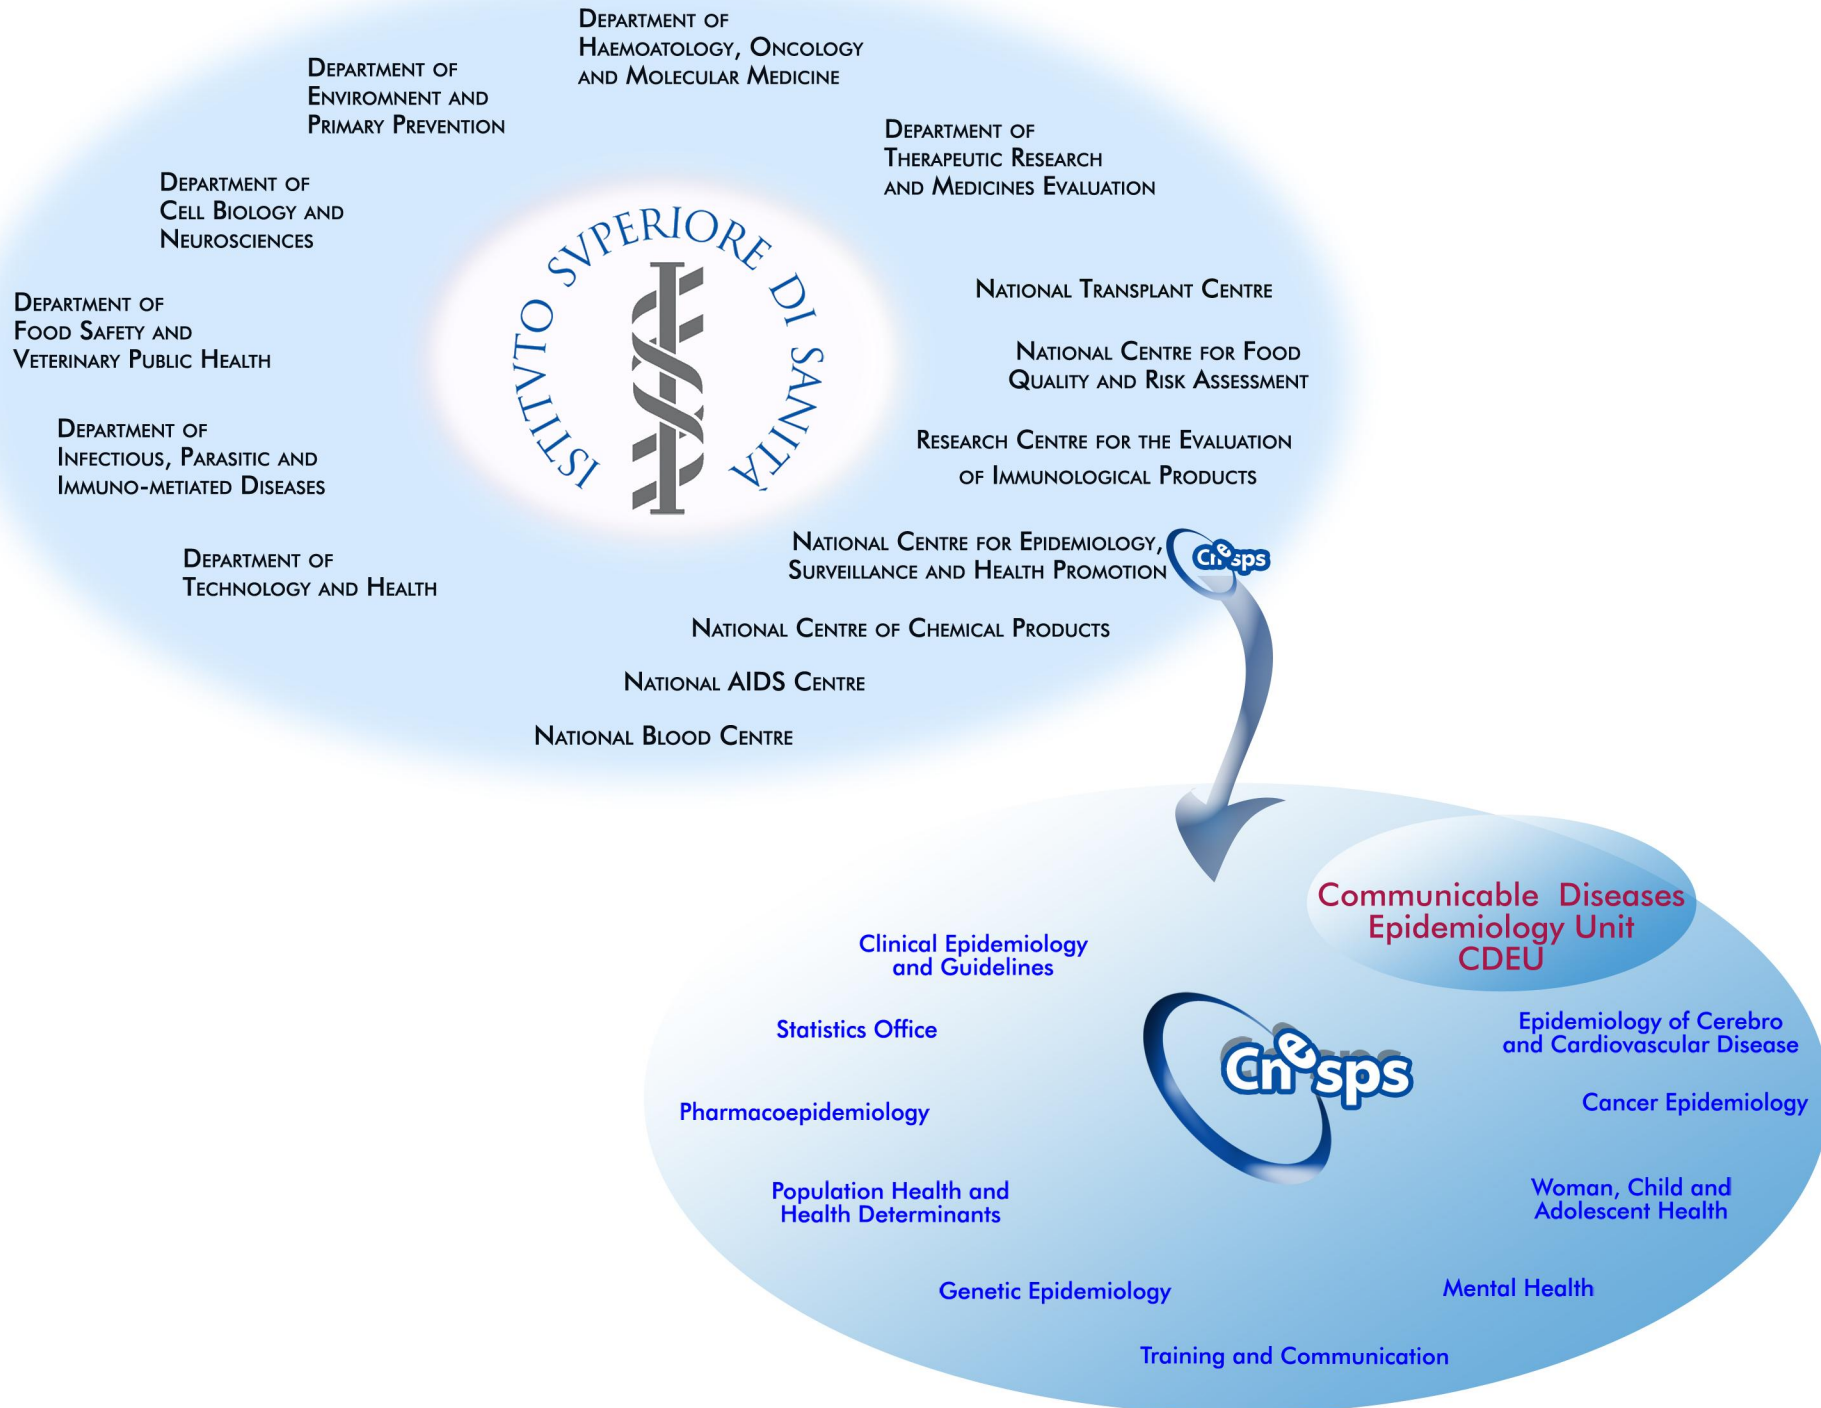 Department of
Haemoatology, Oncology
and Molecular Medicine
Department of
Enviromnent and
Primary Prevention
Department of
Therapeutic Research
and Medicines Evaluation
Department of
Cell Biology and
Neurosciences
ISTITVTO SVPERIORE DI SANITÀ
National Transplant Centre
Department of
Food Safety and
Veterinary Public Health
National Centre for Food
Quality and Risk Assessment
Department of
Infectious, Parasitic and
Immuno-metiated Diseases
Research Centre for the Evaluation
of Immunological Products
National Centre for Epidemiology,
Surveillance and Health Promotion
Cnesps
Department of
Technology and Health
National Centre of Chemical Products
National AIDS Centre
National Blood Centre
Communicable Diseases
Epidemiology Unit
CDEU
Clinical Epidemiology
and Guidelines
Statistics Office
Epidemiology of Cerebro
and Cardiovascular Disease
Cnesps
Pharmacoepidemiology
Cancer Epidemiology
Population Health and
Health Determinants
Woman, Child and
Adolescent Health
Genetic Epidemiology
Mental Health
Training and Communication